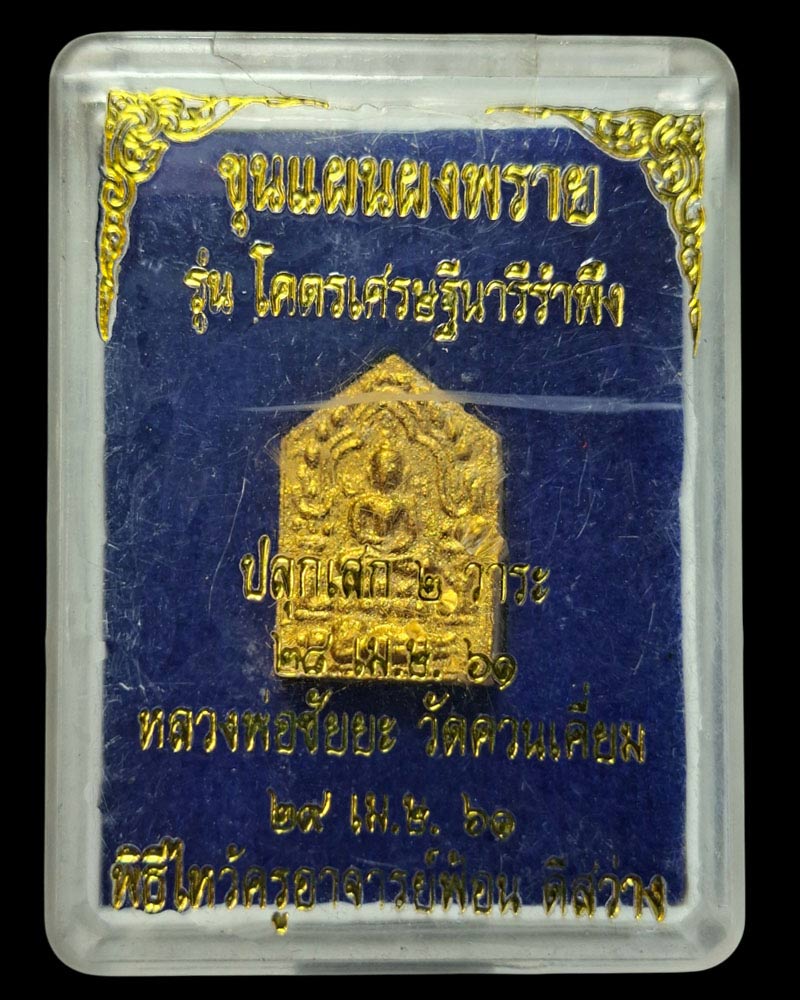 ขุนแผนผงพราย
รุ่น โคตรเศรษฐีนารีรำพึง
ปลุกเสก ๒ วาระ
๒๘ เม.ย. ๖๑
หลวงพ่อชัยยะ วัดควนเคี่ยม
๒๙ เม.ย. ๖๑
พิธีไหว้ครูอาจารย์พ้อน ดีสว่าง